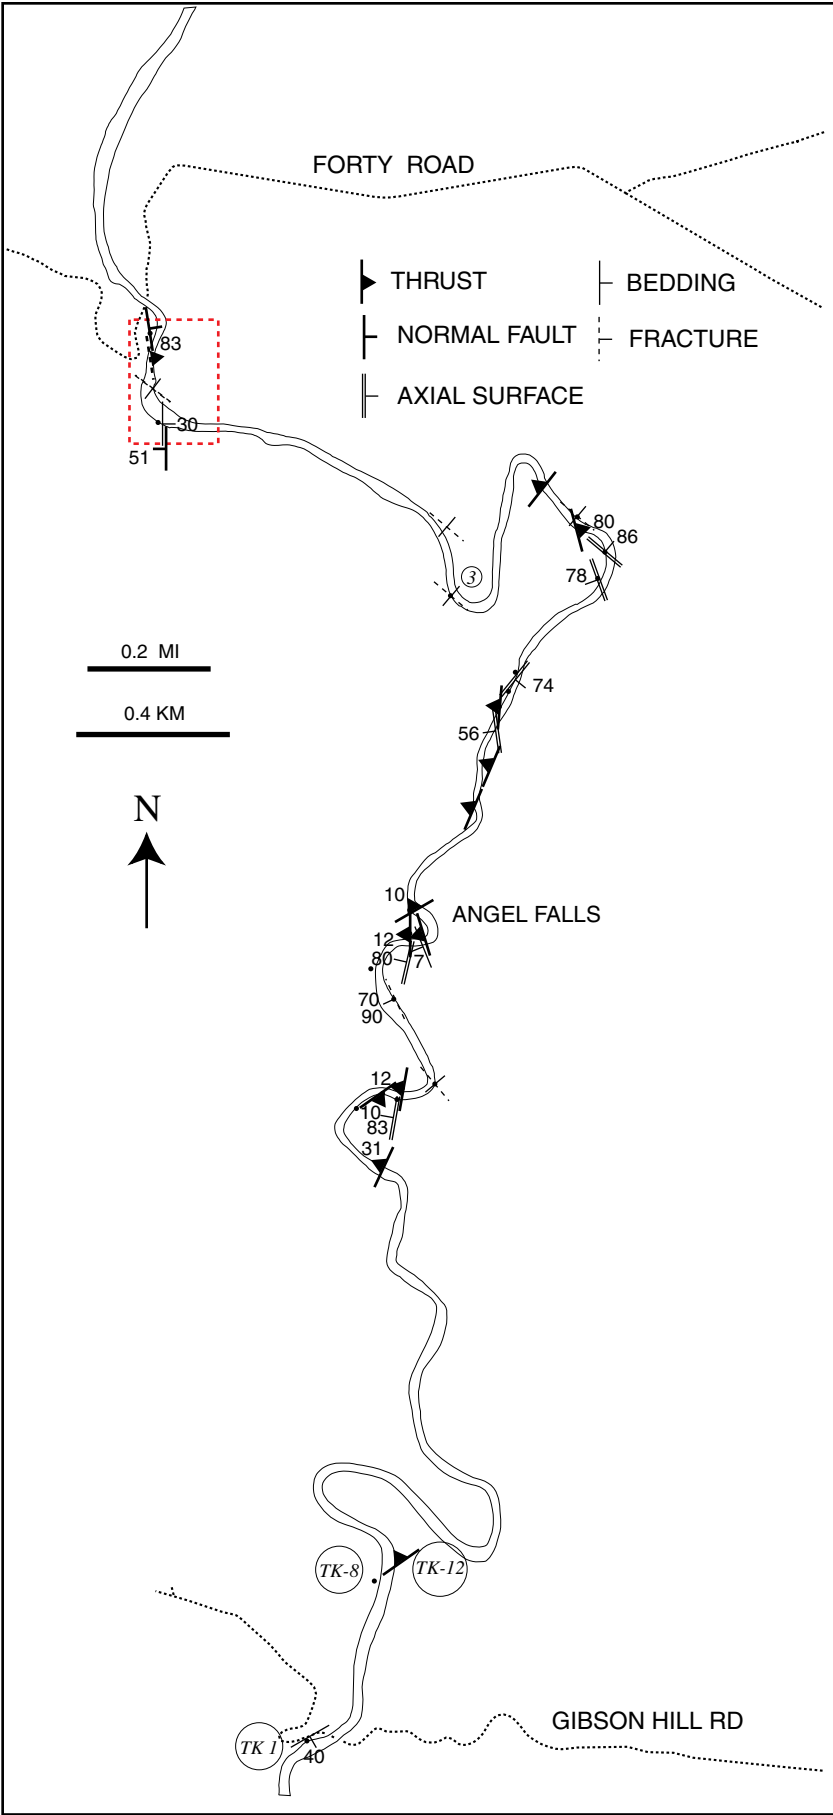 FORTY ROAD
THRUST
BEDDING
NORMAL FAULT
FRACTURE
AXIAL SURFACE
83
30
51
80
86
3
78
0.2 MI
74
0.4 KM
56
N
10
ANGEL FALLS
12
80
7
70
90
12
10
83
31
TK-8
TK-12
GIBSON HILL RD
TK 1
40